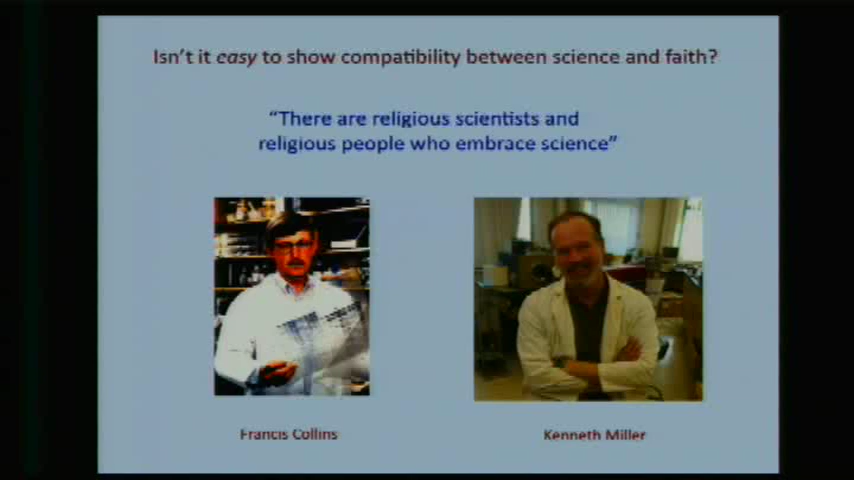 Isn't it easy to show compatibility between science and faith?
“There are religious scientists and
religious people who embrace science”
Francis Collins
Kenneth Miller